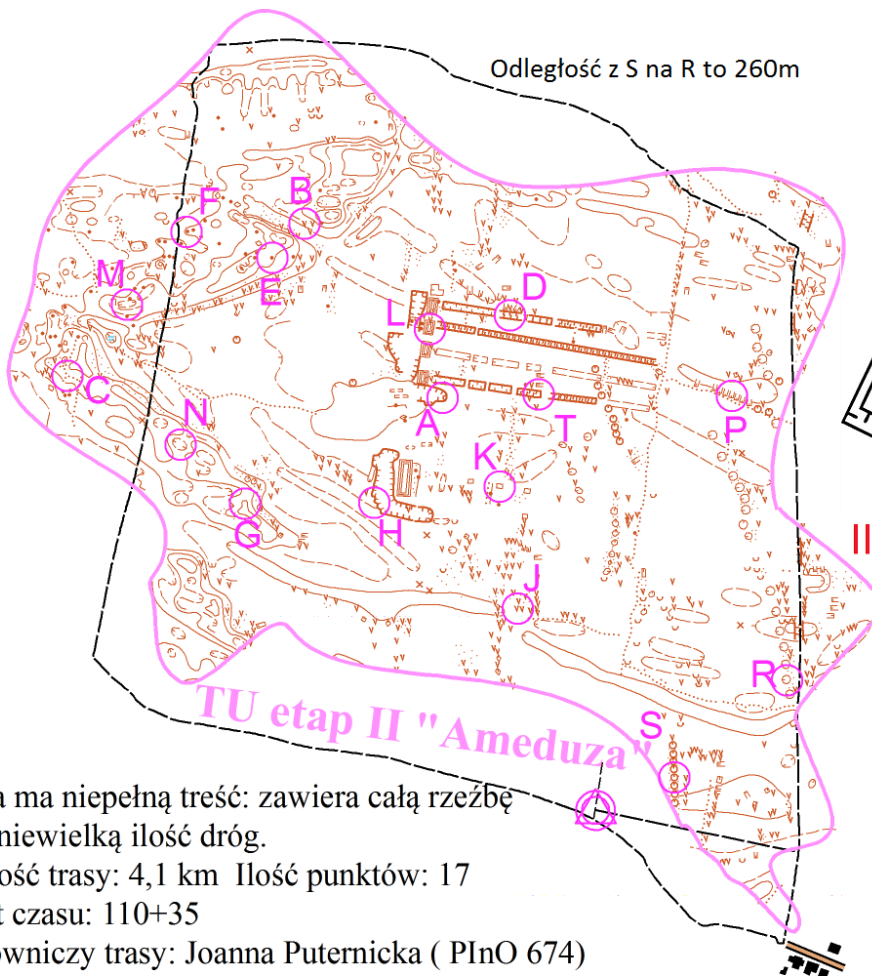 Odległość z S na R to 260m
B
F
E
M
D
L
C
A
T
P
N
K
G
H
II
J
R
S
TU etap II "Ameduza"
a ma niepełną treść: zawiera całą rzeźbę
niewielką ilość dróg.
ość trasy: 4,1 km Ilość punktów: 17
t czasu: 110+35
owniczy trasy: Joanna Puternicka ( PInO 674)